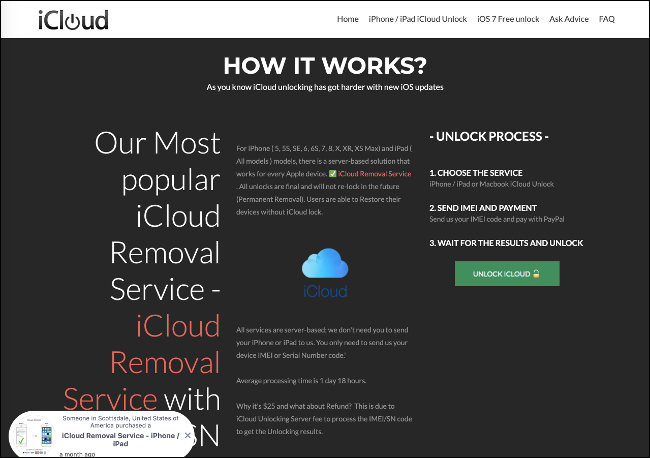 iCloud
Home iPhone / iPad iCloud Unlock iOS 7 Free unlock Ask Advice FAQ
HOW IT WORKS?
As you know iCloud unlocking has got harder with new iOS updates
Our Most
popular
iCloud
Removal
Service -
iCloud
Removal
Service with
SN
For iPhone ( 5, 5S, SE, 6, 6S, 7, 8, X, XR, XS Max) and iPad (
All models ) models, there is a server-based solution that
works for every Apple device. ✅ iCloud Removal Service
. All unlocks are final and will not re-lock in the future
(Permanent Removal). Users are able to Restore their
devices without iCloud lock.
iCloud
All services are server-based: we don't need you to send
your iPhone or iPad to us. You only need to send us your
device IMEI or Serial Number code.'
Average processing time is 1 day 18 hours.
Why it's $25 and what about Refund? This is due to
iCloud Unlocking Server fee to process the IMEI/SN code
to get the Unlocking results.
- UNLOCK PROCESS -
1. CHOOSE THE SERVICE
iPhone / iPad or Macbook iCloud Unlock
2. SEND IMEI AND PAYMENT
Send us your IMEI code and pay with PayPal
3. WAIT FOR THE RESULTS AND UNLOCK
UNLOCK iCLOUD 🔓
Someone in Scottsdale, United States of
America purchased a
iCloud Removal Service - iPhone /
iPad
a month ago